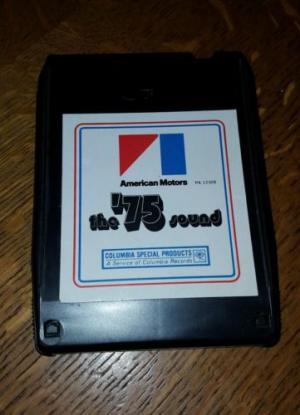 American Motors
the '75 sound
COLUMBIA SPECIAL PRODUCTS
A Service of Columbia Records